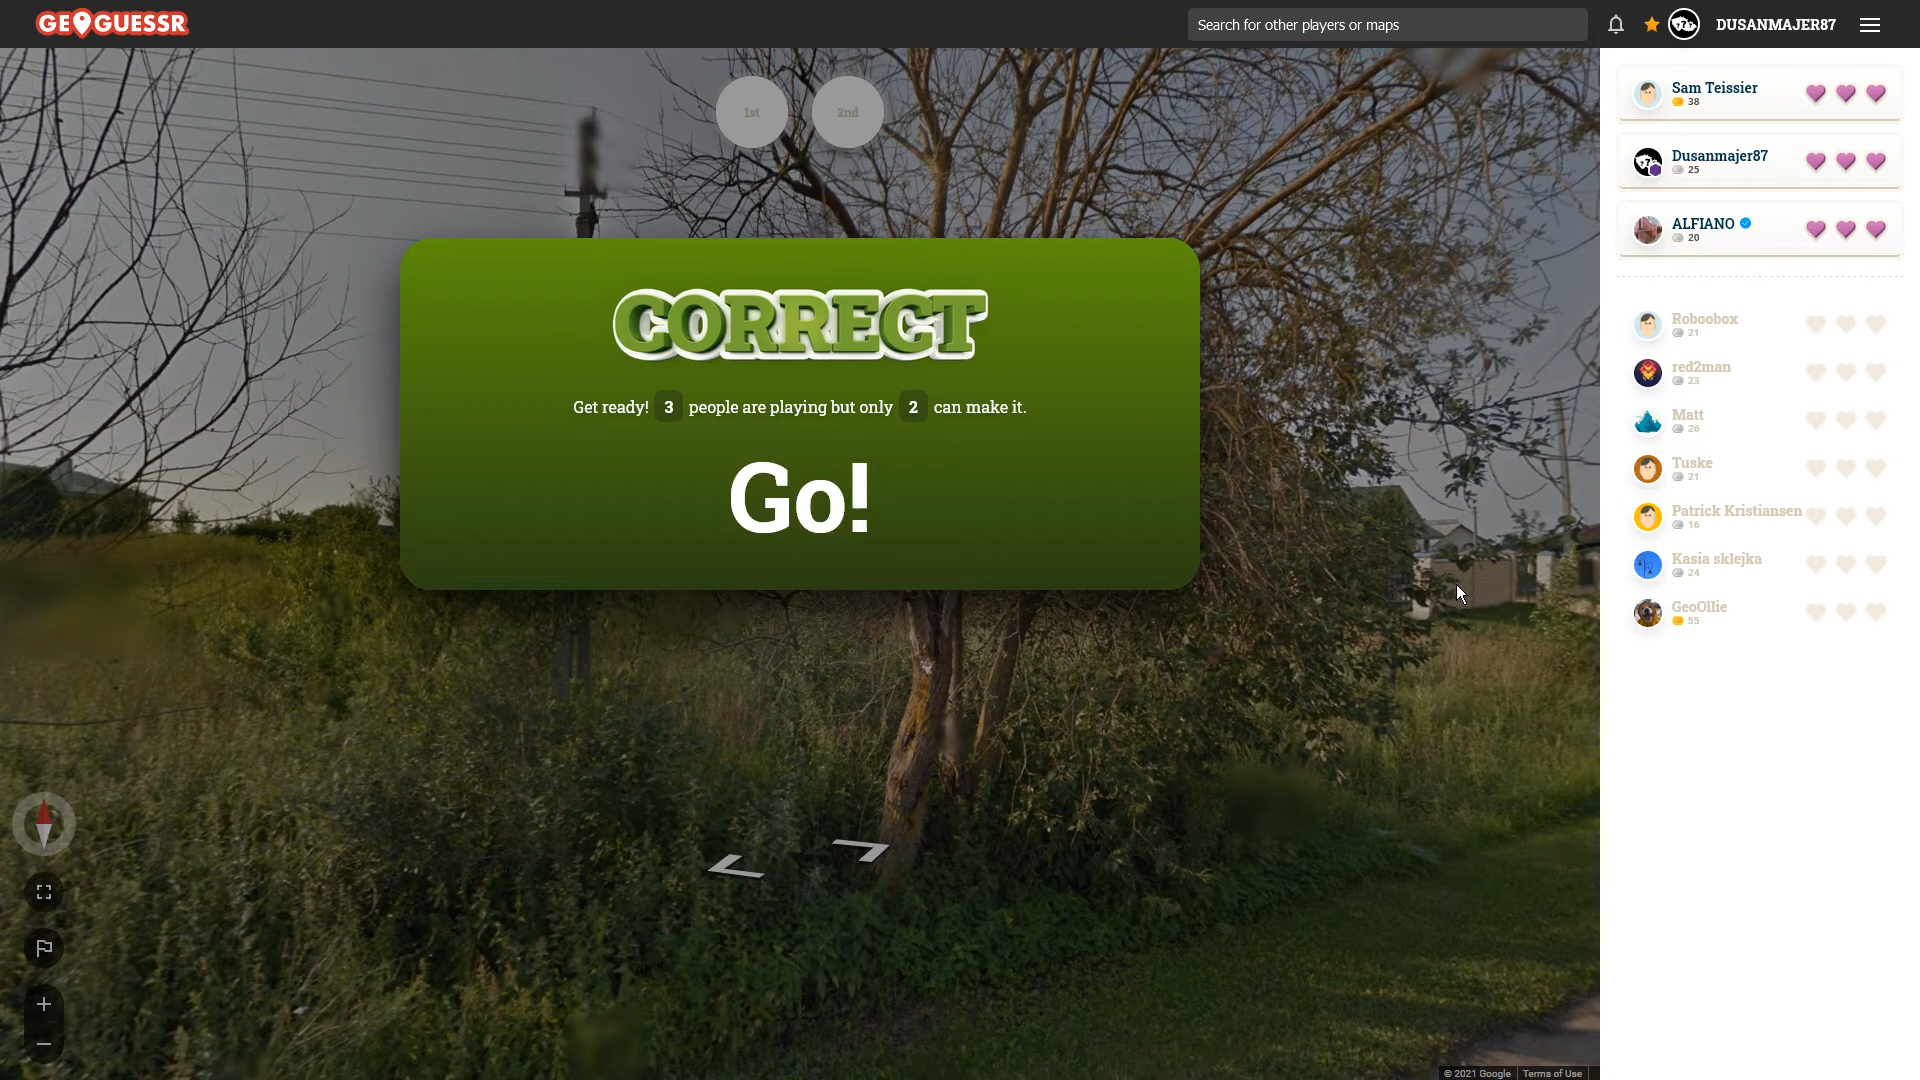 GEOGUESSR
Search for other players or maps
DUSANMAJER87
1st
2nd
CORRECT
Get ready! 3 people are playing but only 2 can make it.
Go!
Sam Teissier
38
Dusanmajer87
25
ALFIANO
20
Roboobox
21
red2man
23
Matt
26
Tuske
21
Patrick Kristiansen
16
Kasia sklejka
24
GeoOllie
55
© 2021 Google
Terms of Use